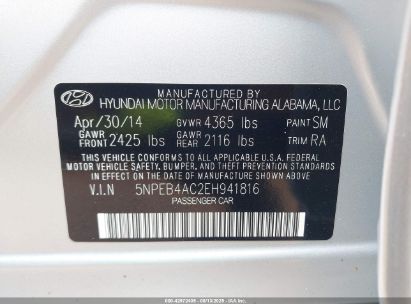 MANUFACTURED BY
HYUNDAI MOTOR MANUFACTURING ALABAMA, LLC
Apr/30/14 GVWR 4365 lbs PAINT SM
GAWR FRONT 2425 lbs GAWR REAR 2116 lbs TRIM RA
THIS VEHICLE CONFORMS TO ALL APPLICABLE U.S. FEDERAL
MOTOR VEHICLE SAFETY, BUMPER, AND THEFT PREVENTION
STANDARDS IN EFFECT ON THE DATE OF MANUFACTURE SHOWN ABOVE.
V.I.N 5NPEB4AC2EH941816
PASSENGER CAR